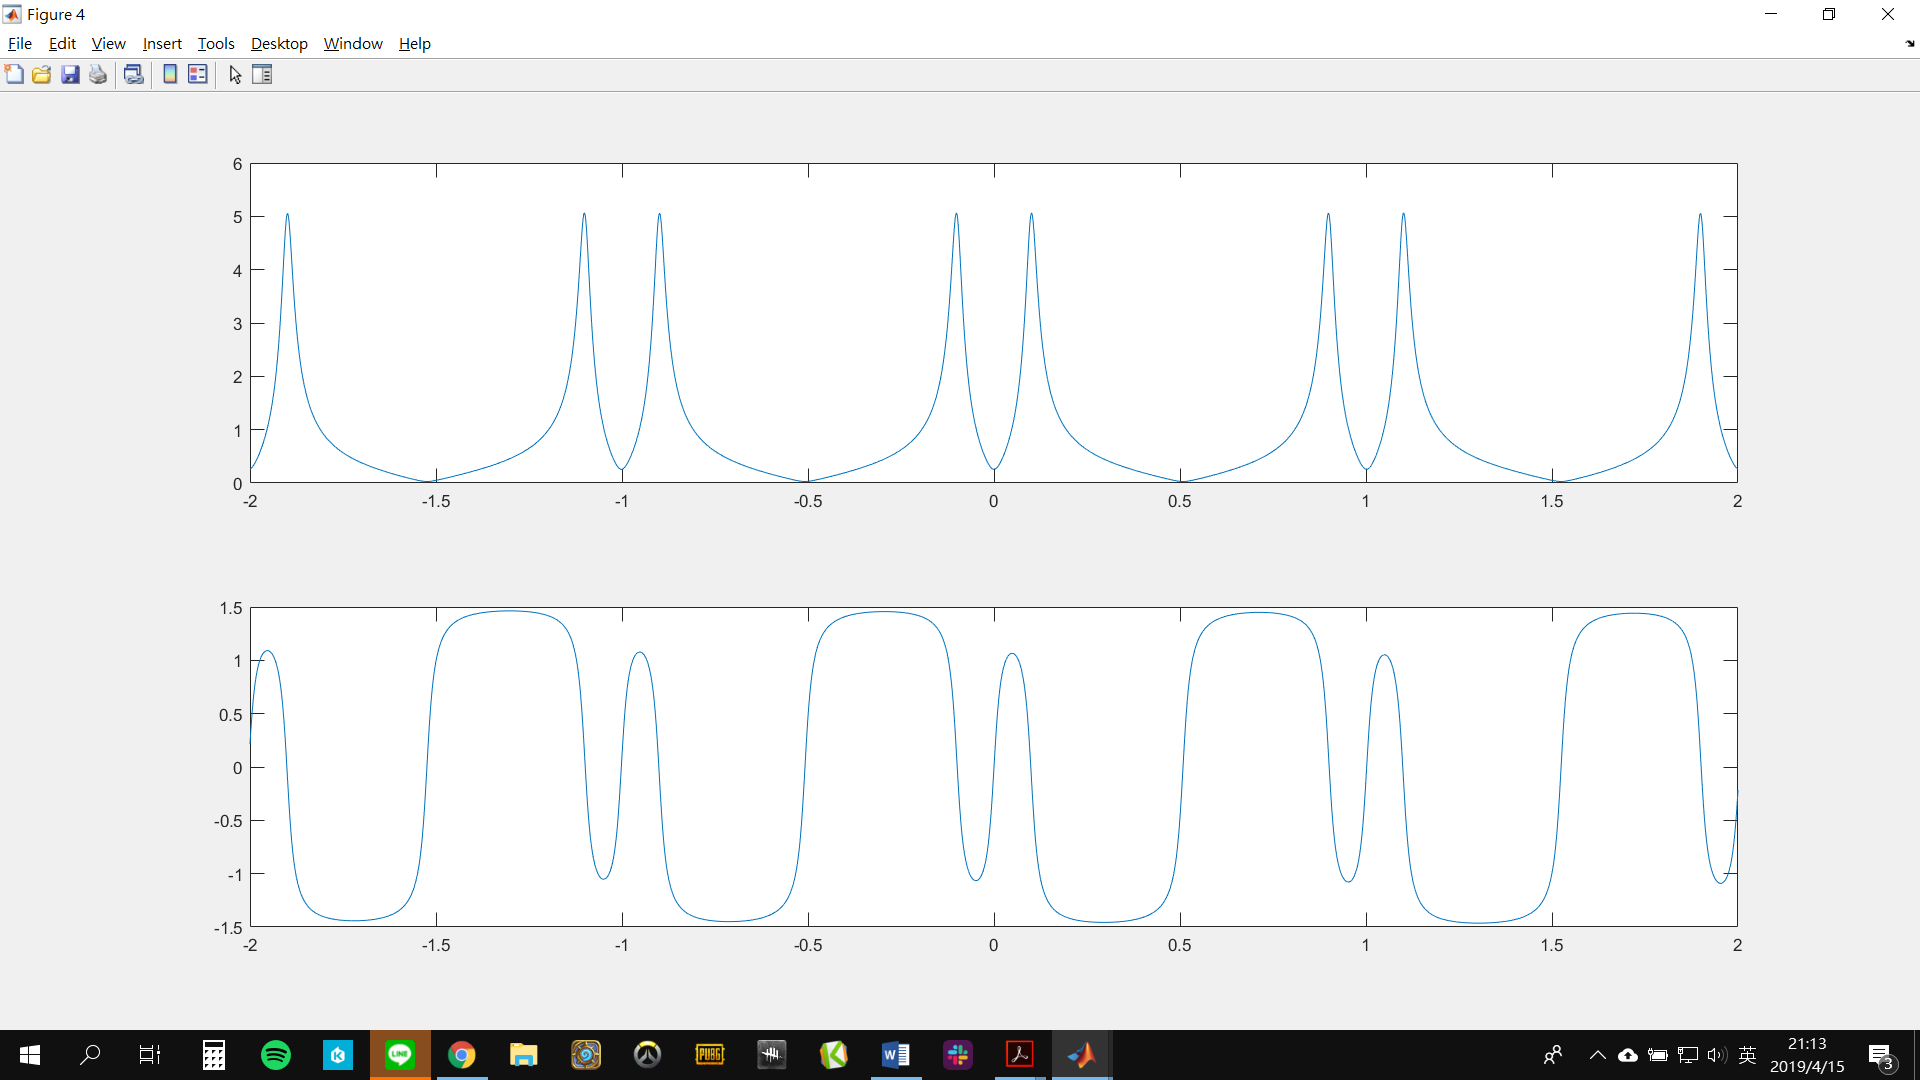 Figure 4
File Edit View Insert Tools Desktop Window Help
6
5
4
3
2
1
0
-2 -1.5 -1 -0.5 0 0.5 1 1.5 2
1.5
1
0.5
0
-0.5
-1
-1.5
-2 -1.5 -1 -0.5 0 0.5 1 1.5 2
LINE
PUBG
W
英
21:13
2019/4/15
3